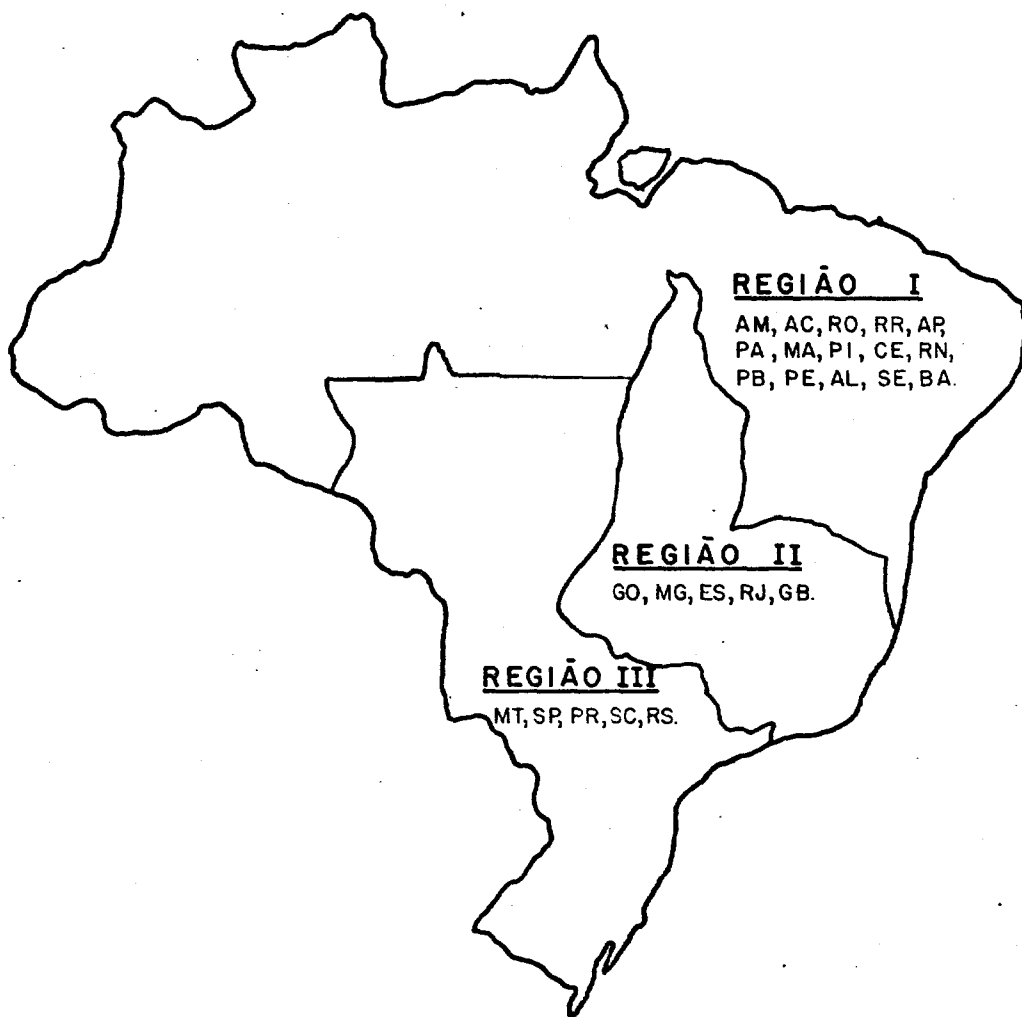 REGIÃO I
AM, AC, RO, RR, AP,
PA, MA, PI, CE, RN,
PB, PE, AL, SE, BA.
REGIÃO II
GO, MG, ES, RJ, GB.
REGIÃO III
MT, SP, PR, SC, RS.